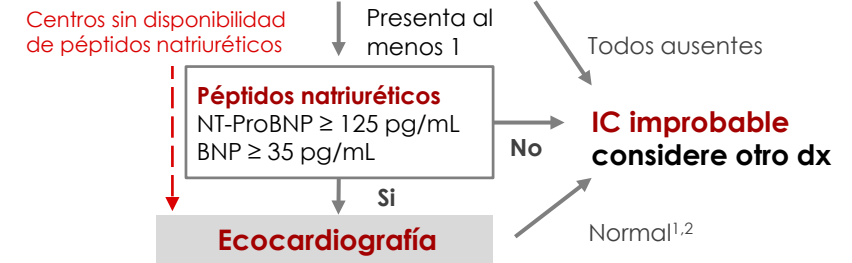 Centros sin disponibilidad
de péptidos natriuréticos
Presenta al
menos 1
Todos ausentes
Péptidos natriuréticos
NT-ProBNP ≥ 125 pg/mL
BNP ≥ 35 pg/mL
No
IC improbable
considere otro dx
Si
Ecocardiografía
Normal1,2